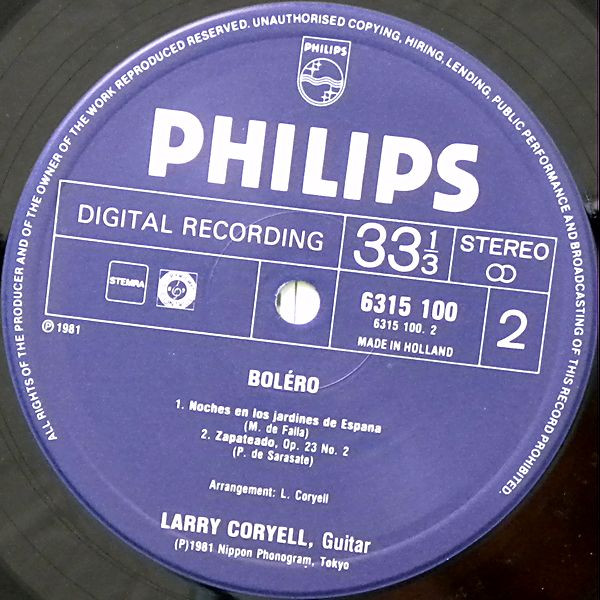 ALL RIGHTS OF THE PRODUCER AND OF THE OWNER OF THE WORK REPRODUCED RESERVED. UNAUTHORISED COPYING, HIRING, LENDING, PUBLIC PERFORMANCE AND BROADCASTING OF THIS RECORD PROHIBITED.
PHILIPS
PHILIPS
DIGITAL RECORDING
33 1/3
STEREO
STEMRA
6315 100
6315 100. 2
MADE IN HOLLAND
2
℗ 1981
BOLÉRO
1. Noches en los jardines de Espana
(M. de Falla)
2. Zapateado, Op. 23 No. 2
(P. de Sarasate)
Arrangement: L. Coryell
LARRY CORYELL, Guitar
(P)1981 Nippon Phonogram, Tokyo